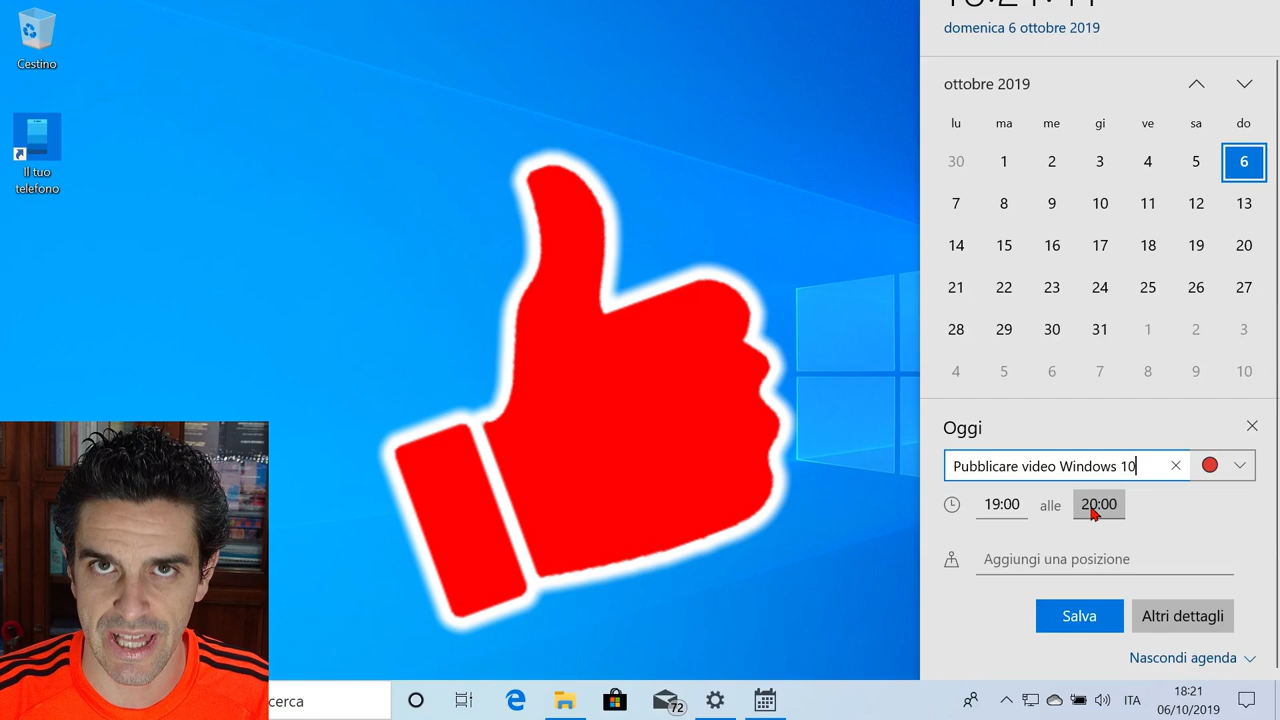 domenica 6 ottobre 2019
ottobre 2019
lu ma me gi ve sa do
30 1 2 3 4 5 6
7 8 9 10 11 12 13
14 15 16 17 18 19 20
21 22 23 24 25 26 27
28 29 30 31 1 2 3
4 5 6 7 8 9 10
Oggi
Pubblicare video Windows 10
19:00 alle 20:00
Aggiungi una posizione
Salva Altri dettagli
Nascondi agenda
Cestino
Il tuo
telefono
cerca
72
ITA
18:21
06/10/2019